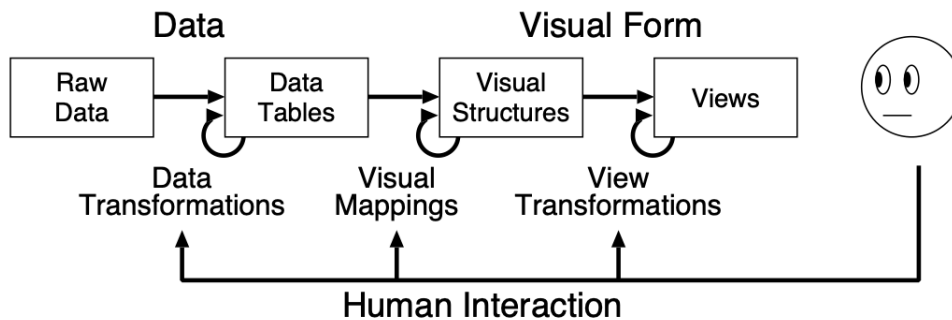 Data
Visual Form
Raw
Data
Data
Tables
Visual
Structures
Views
Data
Transformations
Visual
Mappings
View
Transformations
Human Interaction